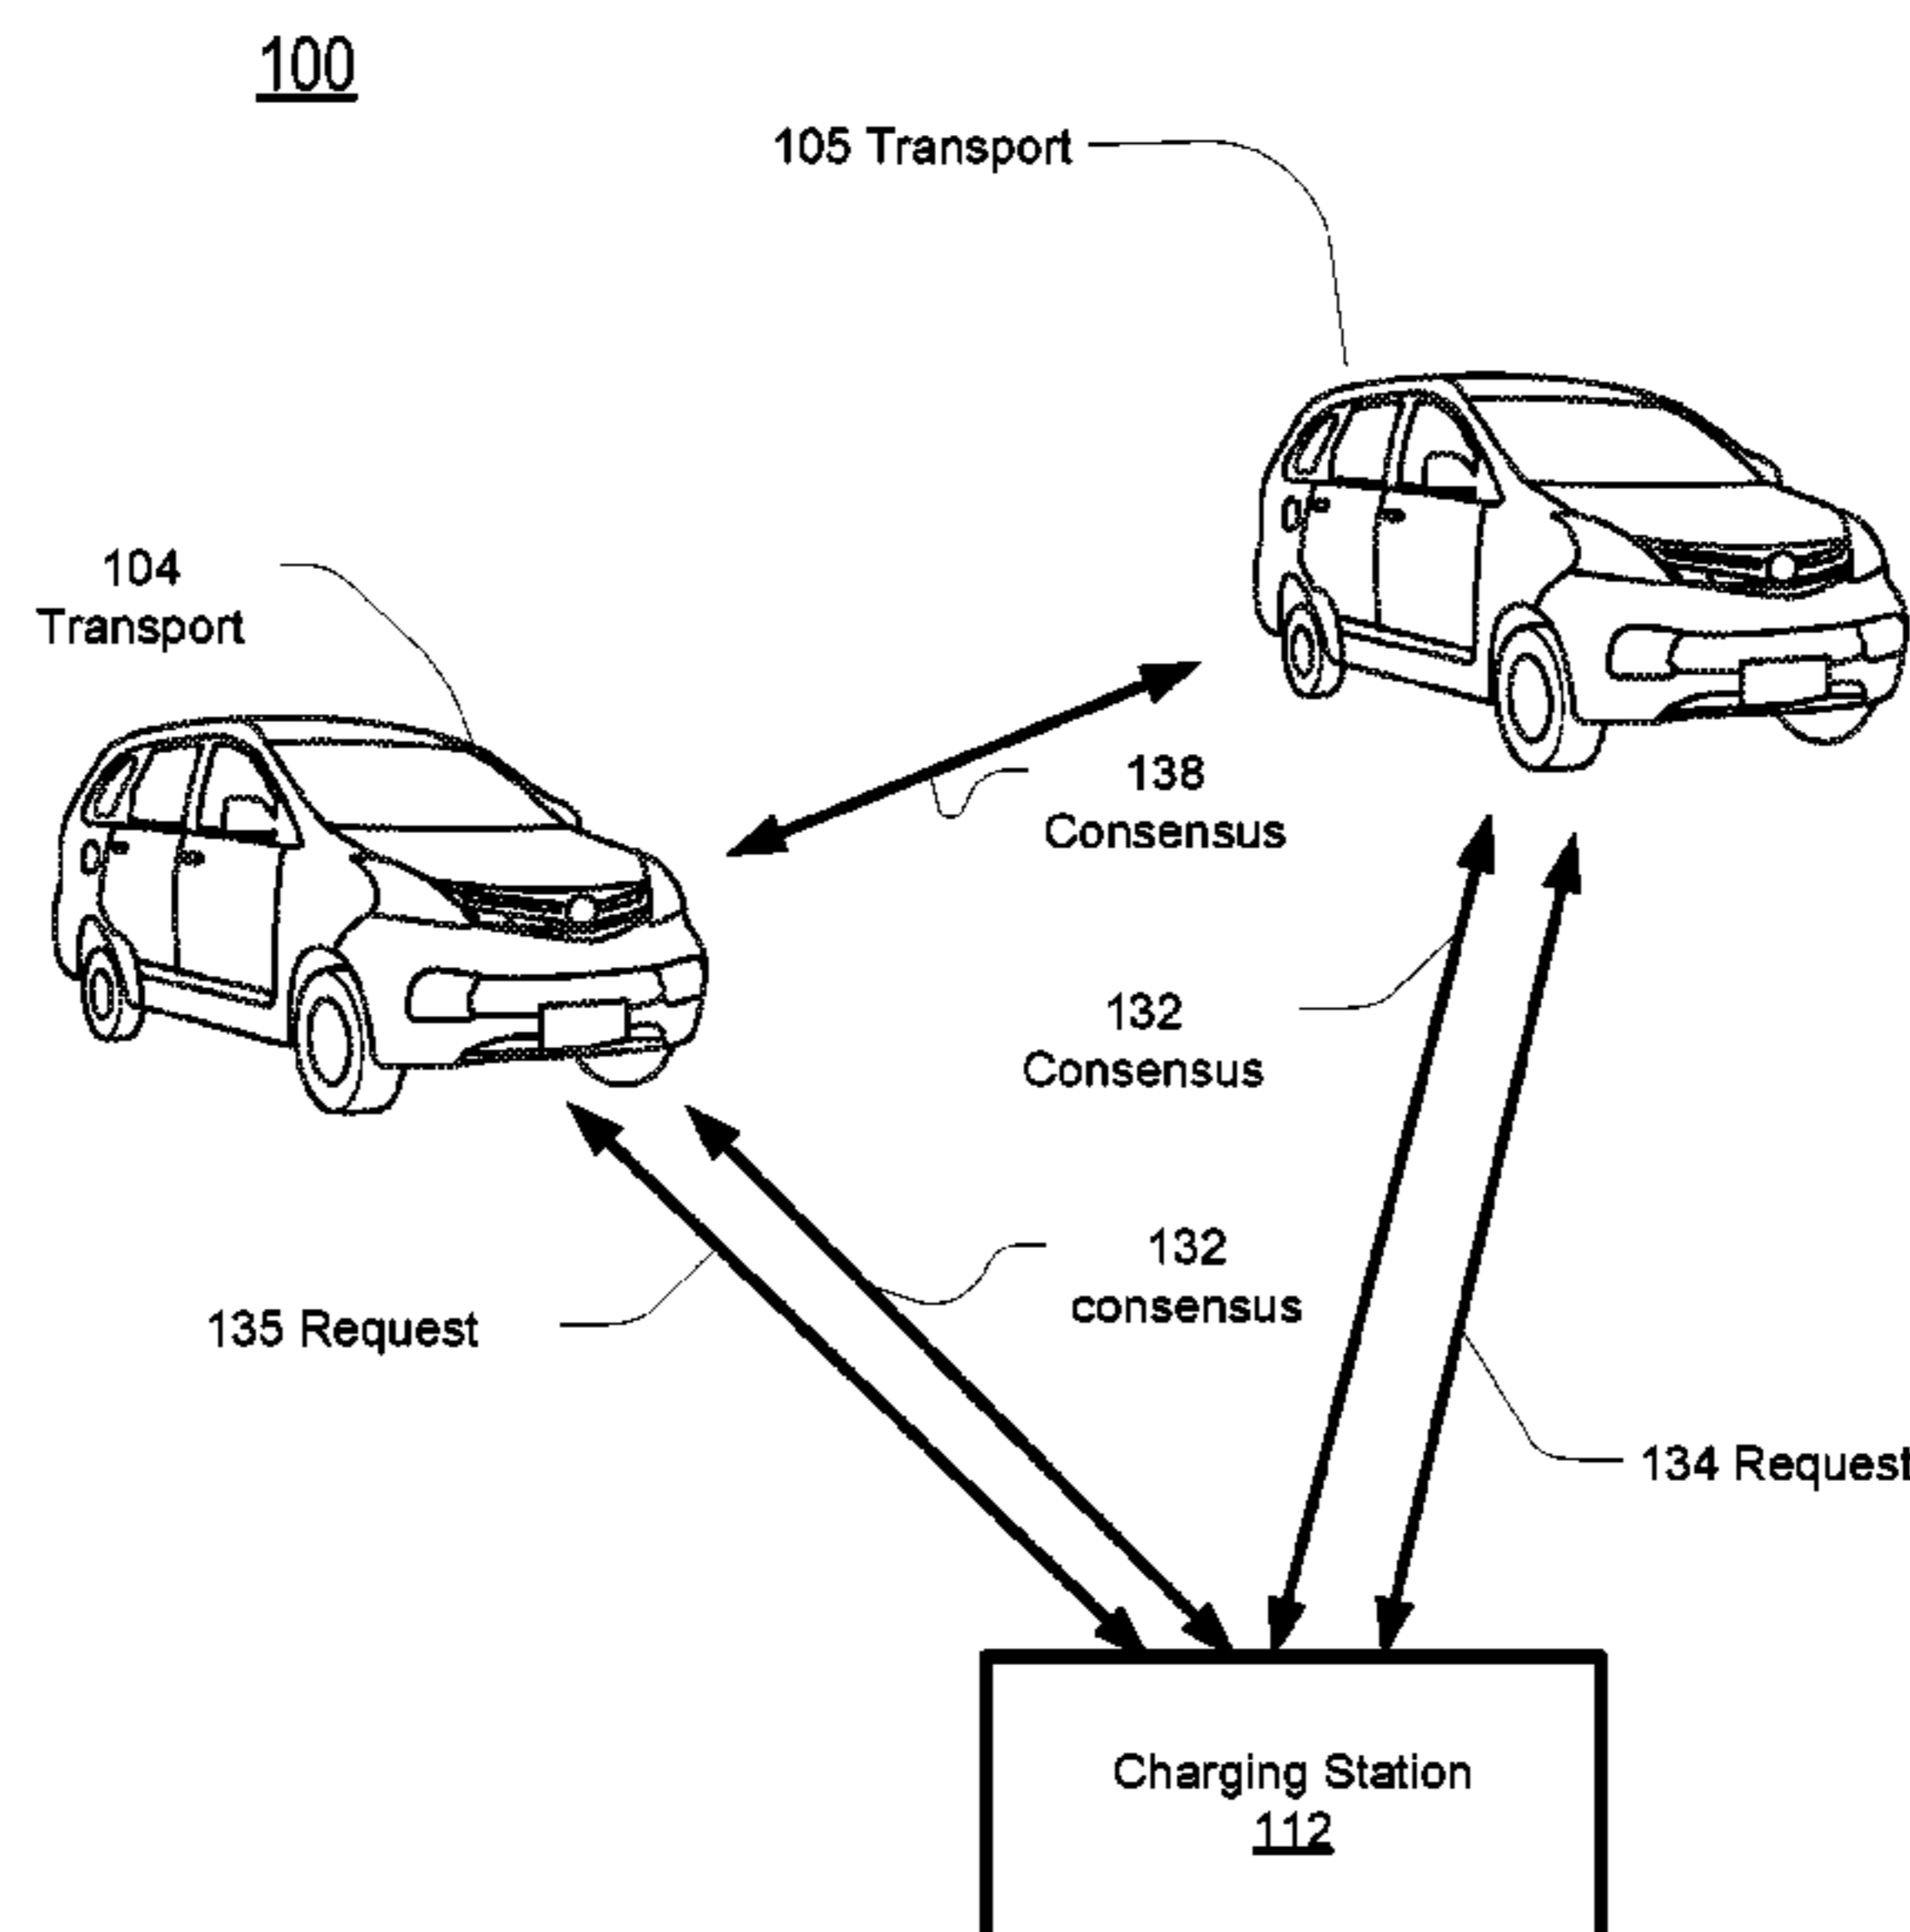 100
105 Transport
104
Transport
138
Consensus
132
Consensus
132
consensus
135 Request
134 Request
Charging Station
112